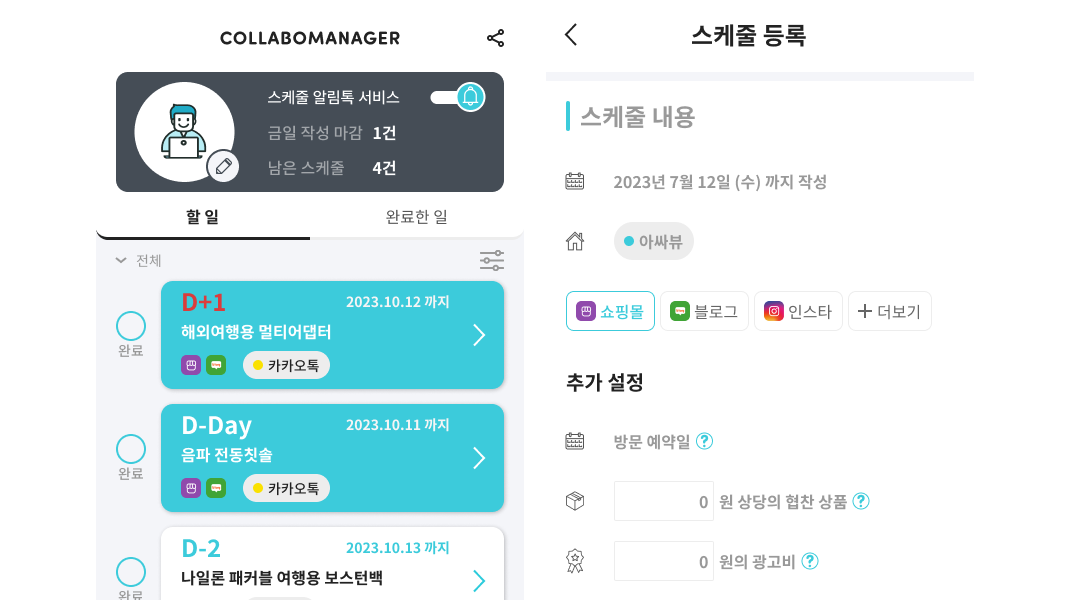 COLLABOMANAGER
스케줄 알림톡 서비스
금일 작성 마감 1건
남은 스케줄 4건
할 일
완료한 일
전체
D+1
2023.10.12 까지
해외여행용 멀티어댑터
카카오톡
완료
D-Day
2023.10.11 까지
음파 전동칫솔
카카오톡
완료
D-2
2023.10.13 까지
나일론 패커블 여행용 보스턴백
완료
스케줄 등록
스케줄 내용
2023년 7월 12일 (수) 까지 작성
아싸뷰
쇼핑몰
블로그
인스타
더보기
추가 설정
방문 예약일 ?
0 원 상당의 협찬 상품 ?
0 원의 광고비 ?